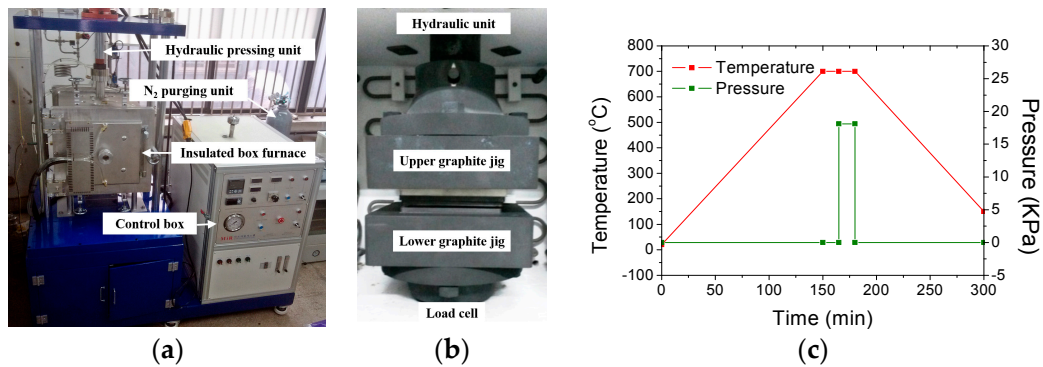 Hydraulic pressing unit
N₂ purging unit
Insulated box furnace
Control box
(a)
Hydraulic unit
Upper graphite jig
Lower graphite jig
Load cell
(b)
800
700
600
500
400
300
200
100
0
-100
Temperature (°C)
Temperature
Pressure
30
25
20
15
10
5
0
-5
Pressure (KPa)
0 50 100 150 200 250 300
Time (min)
(c)